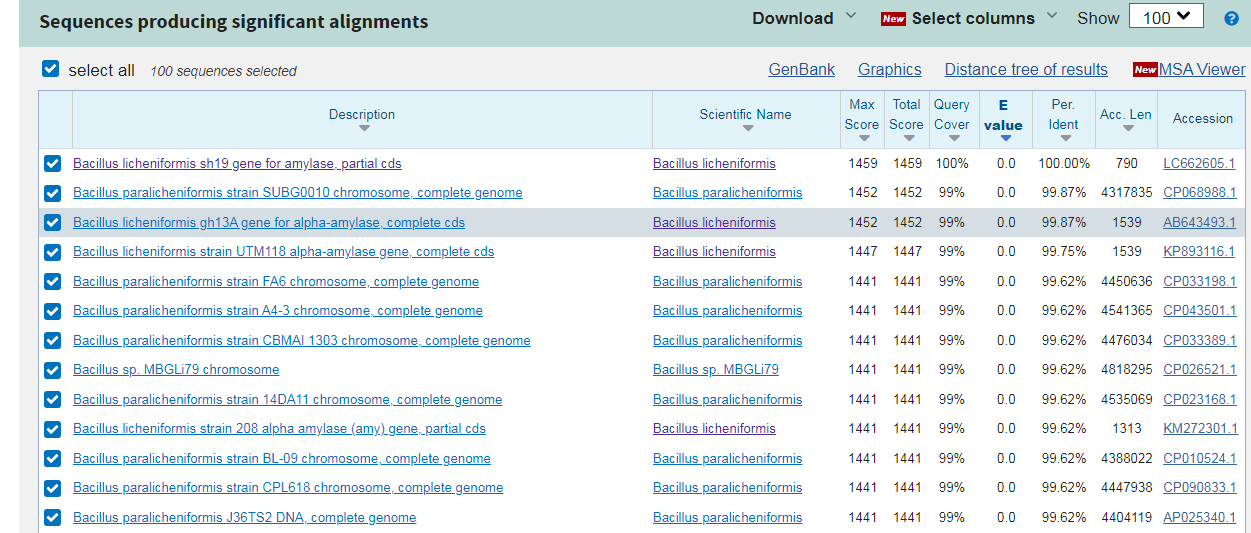 Sequences producing significant alignments Download New Select columns Show 100 ?
select all 100 sequences selected GenBank Graphics Distance tree of results New MSA Viewer
Description Scientific Name Max Score Total Score Query Cover E value Per. Ident Acc. Len Accession
Bacillus licheniformis sh19 gene for amylase, partial cds Bacillus licheniformis 1459 1459 100% 0.0 100.00% 790 LC662605.1
Bacillus paralicheniformis strain SUBG0010 chromosome, complete genome Bacillus paralicheniformis 1452 1452 99% 0.0 99.87% 4317835 CP068988.1
Bacillus licheniformis gh13A gene for alpha-amylase, complete cds Bacillus licheniformis 1452 1452 99% 0.0 99.87% 1539 AB643493.1
Bacillus licheniformis strain UTM118 alpha-amylase gene, complete cds Bacillus licheniformis 1447 1447 99% 0.0 99.75% 1539 KP893116.1
Bacillus paralicheniformis strain FA6 chromosome, complete genome Bacillus paralicheniformis 1441 1441 99% 0.0 99.62% 4450636 CP033198.1
Bacillus paralicheniformis strain A4-3 chromosome, complete genome Bacillus paralicheniformis 1441 1441 99% 0.0 99.62% 4541365 CP043501.1
Bacillus paralicheniformis strain CBMAI 1303 chromosome, complete genome Bacillus paralicheniformis 1441 1441 99% 0.0 99.62% 4476034 CP033389.1
Bacillus sp. MBGLi79 chromosome Bacillus sp. MBGLi79 1441 1441 99% 0.0 99.62% 4818295 CP026521.1
Bacillus paralicheniformis strain 14DA11 chromosome, complete genome Bacillus paralicheniformis 1441 1441 99% 0.0 99.62% 4535069 CP023168.1
Bacillus licheniformis strain 208 alpha amylase (amy) gene, partial cds Bacillus licheniformis 1441 1441 99% 0.0 99.62% 1313 KM272301.1
Bacillus paralicheniformis strain BL-09 chromosome, complete genome Bacillus paralicheniformis 1441 1441 99% 0.0 99.62% 4388022 CP010524.1
Bacillus paralicheniformis strain CPL618 chromosome, complete genome Bacillus paralicheniformis 1441 1441 99% 0.0 99.62% 4447938 CP090833.1
Bacillus paralicheniformis J36TS2 DNA, complete genome Bacillus paralicheniformis 1441 1441 99% 0.0 99.62% 4404119 AP025340.1